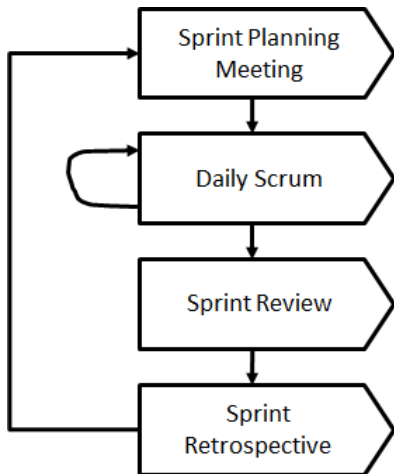 Sprint Planning
Meeting
Daily Scrum
Sprint Review
Sprint
Retrospective